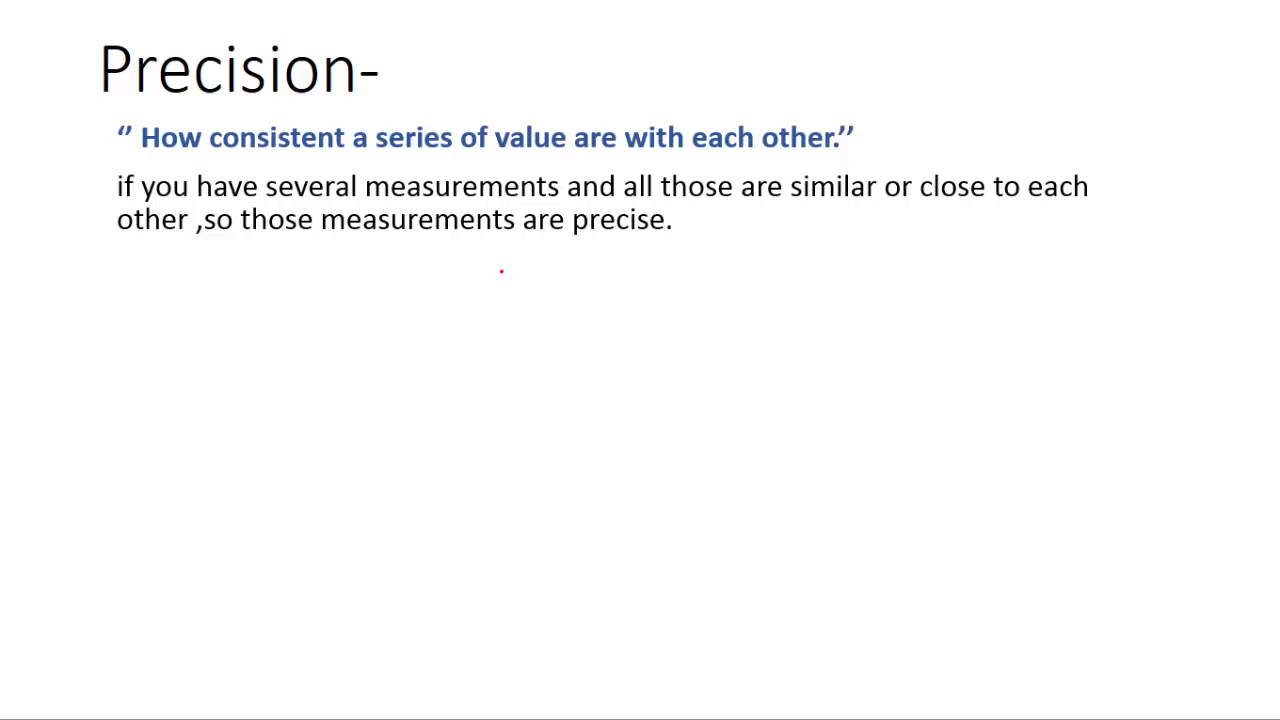 Precision-
‘’ How consistent a series of value are with each other.’’
if you have several measurements and all those are similar or close to each
other ,so those measurements are precise.